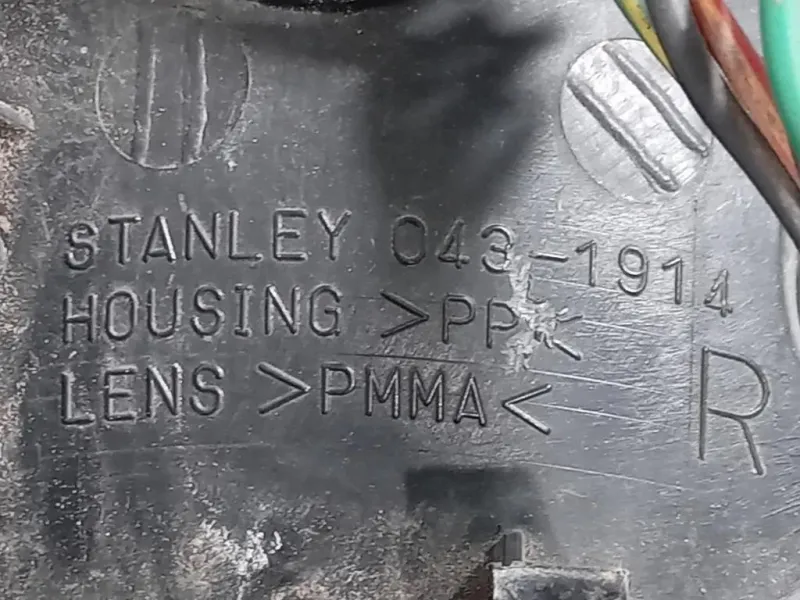 STANLEY 043-1914
HOUSING >PP<
LENS >PMMA<
R